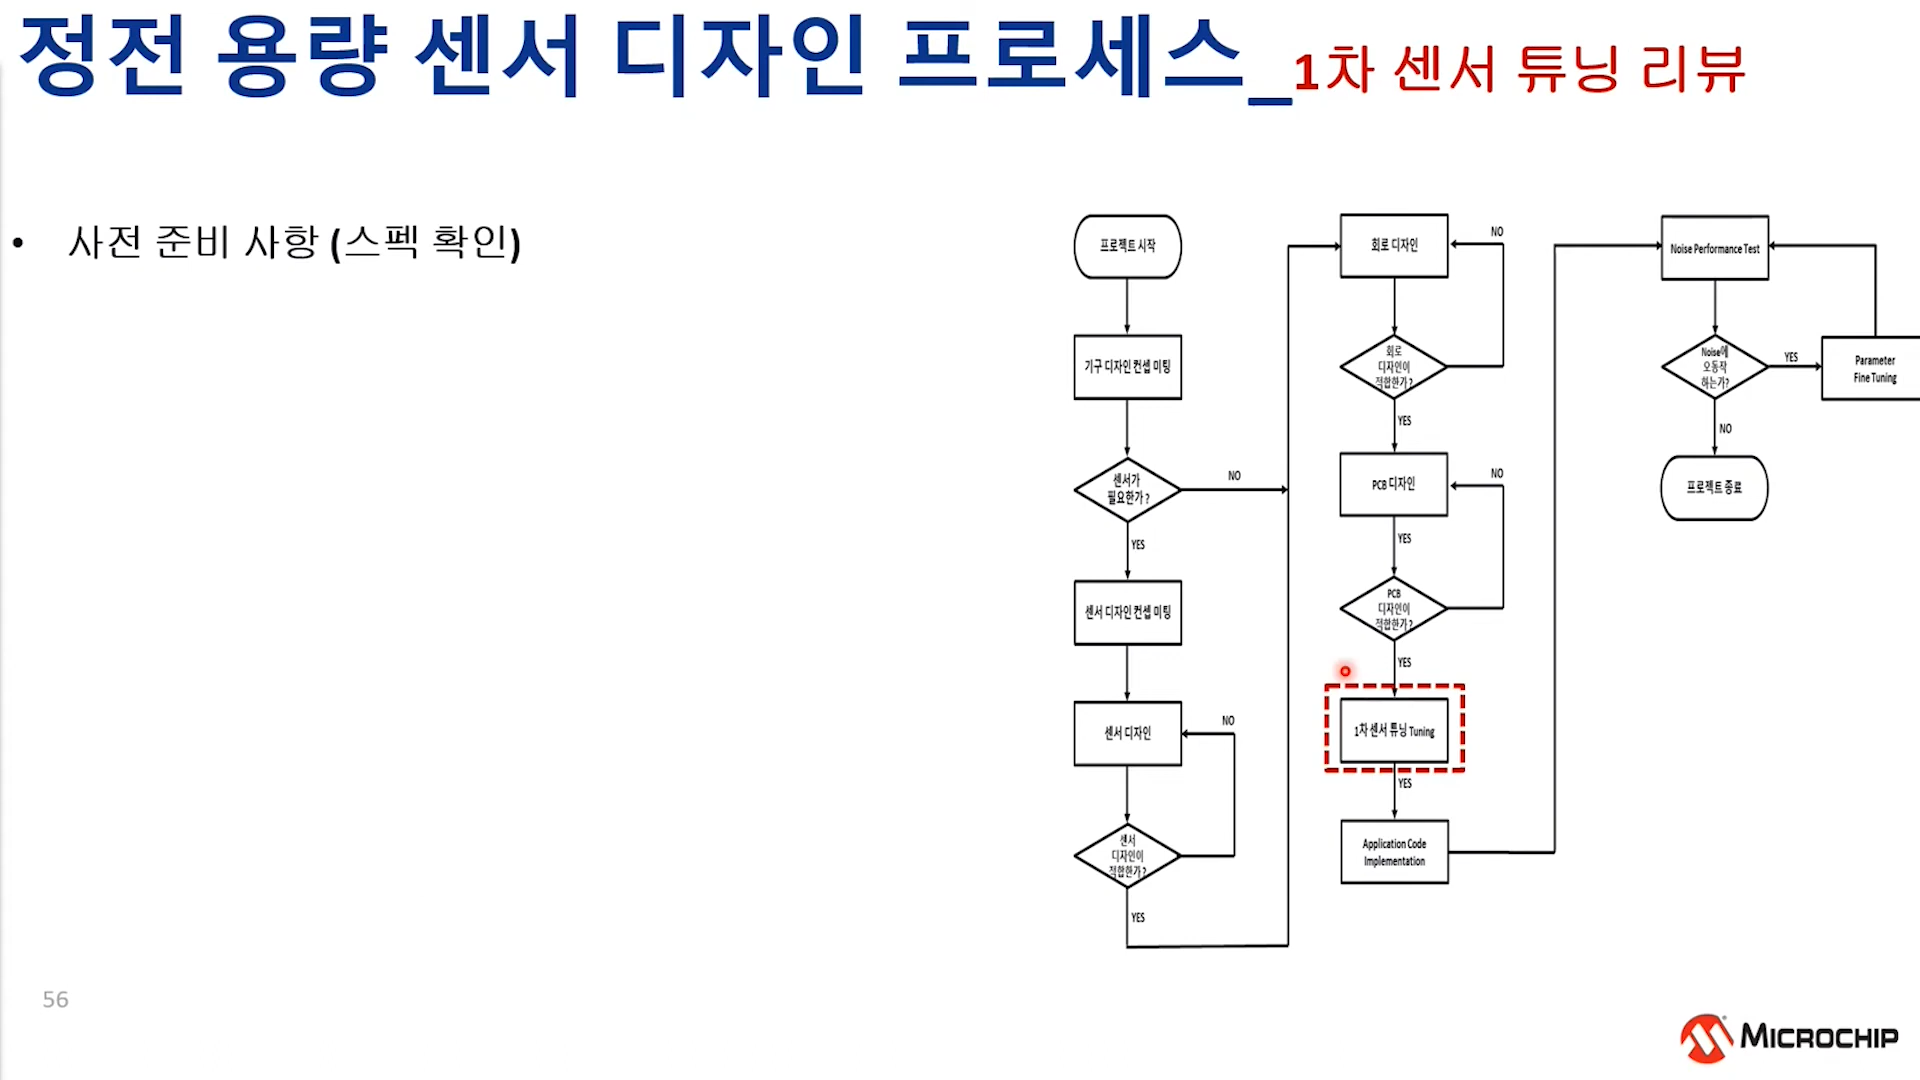 정전 용량 센서 디자인 프로세스_1차 센서 튜닝 리뷰
• 사전 준비 사항 (스펙 확인)
프로젝트 시작
기구 디자인 컨셉 미팅
센서가
필요한가?
NO
YES
센서 디자인 컨셉 미팅
센서 디자인
NO
센서
디자인이
적합한가?
YES
회로 디자인
NO
회로
디자인이
적합한가?
YES
PCB 디자인
NO
YES
PCB
디자인이
적합한가?
YES
1차 센서 튜닝 Tuning
YES
Application Code
Implementation
Noise Performance Test
Noise에
오동작
하는가?
YES
Parameter
Fine Tuning
NO
프로젝트 종료
56
MICROCHIP